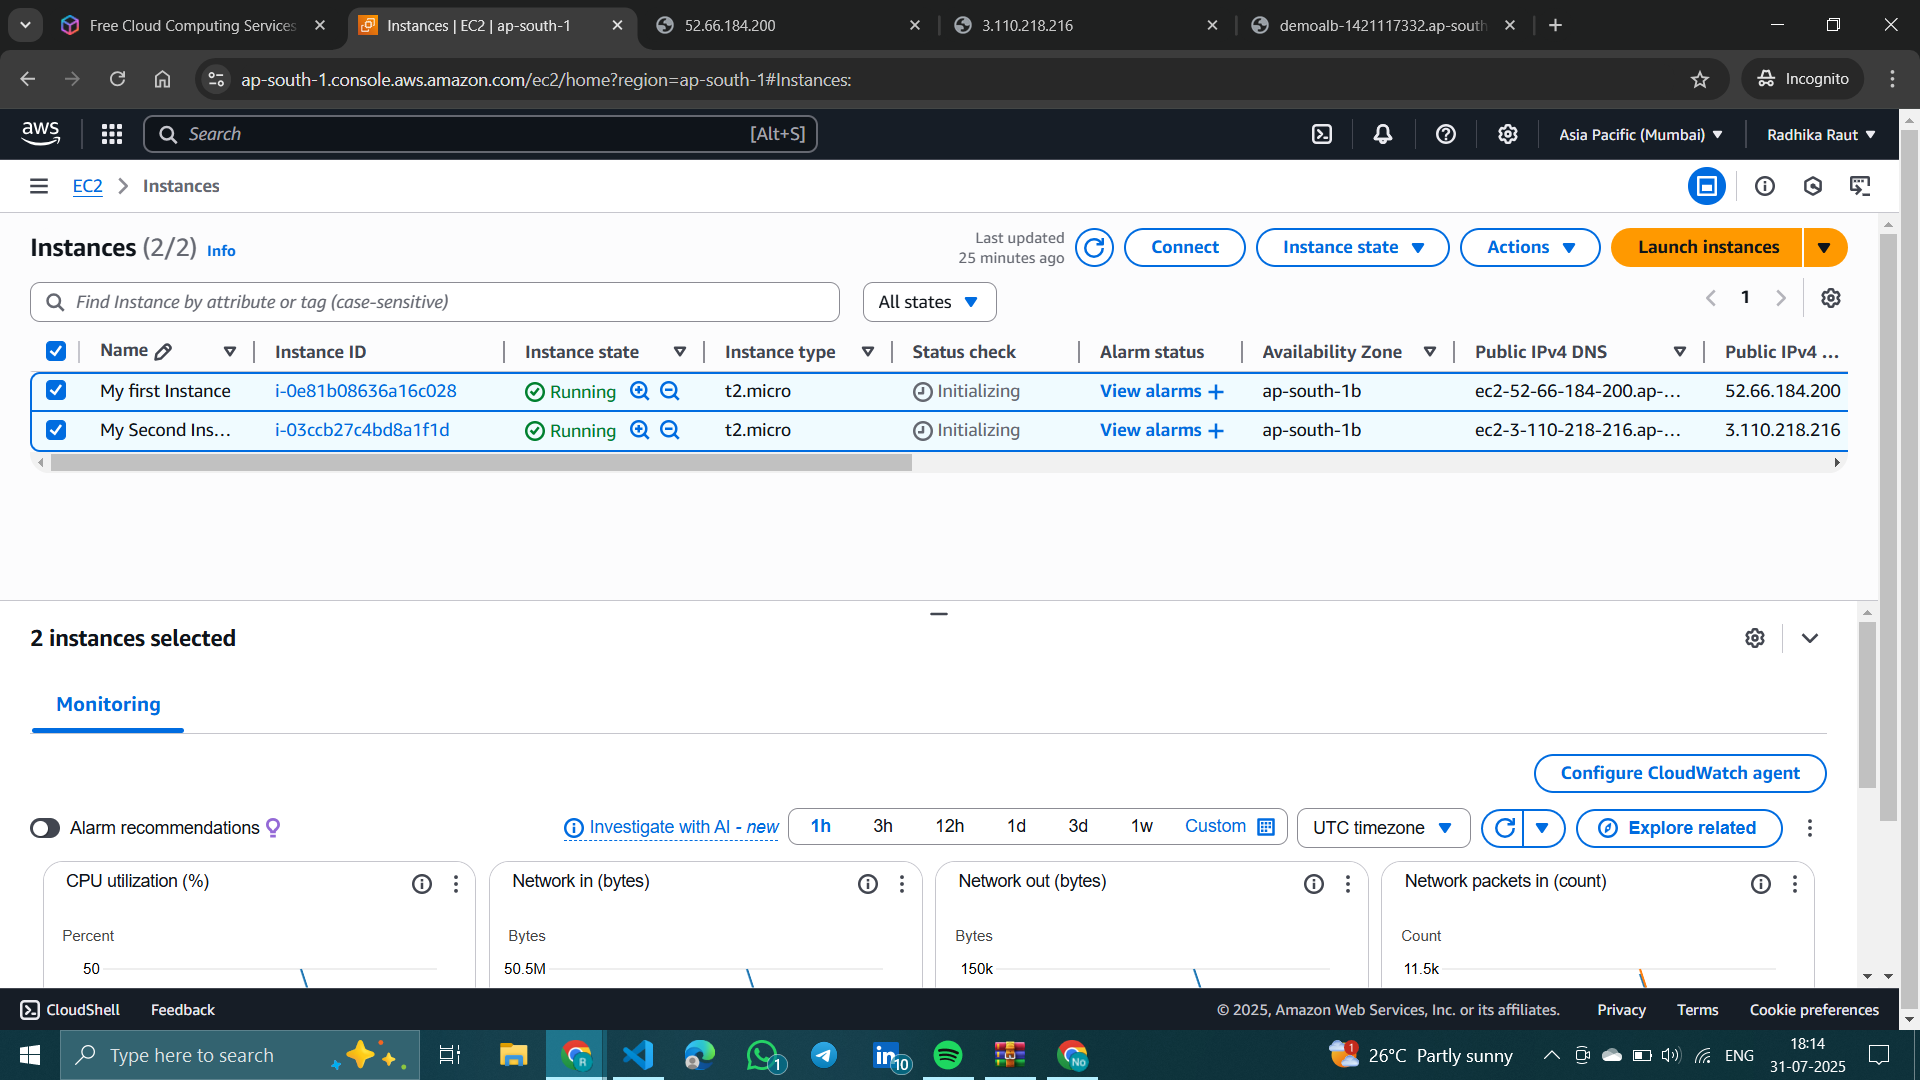 Free Cloud Computing Services
Instances | EC2 | ap-south-1
52.66.184.200
3.110.218.216
demoalb-1421117332.ap-south
ap-south-1.console.aws.amazon.com/ec2/home?region=ap-south-1#Instances:
Incognito
aws
Search
[Alt+S]
Asia Pacific (Mumbai)
Radhika Raut
EC2
Instances
Instances (2/2) Info
Last updated
25 minutes ago
Connect
Instance state
Actions
Launch instances
Find Instance by attribute or tag (case-sensitive)
All states
1
Name
Instance ID
Instance state
Instance type
Status check
Alarm status
Availability Zone
Public IPv4 DNS
Public IPv4 ...
My first Instance
i-0e81b08636a16c028
Running
t2.micro
Initializing
View alarms
ap-south-1b
ec2-52-66-184-200.ap-...
52.66.184.200
My Second Ins...
i-03ccb27c4bd8a1f1d
Running
t2.micro
Initializing
View alarms
ap-south-1b
ec2-3-110-218-216.ap-...
3.110.218.216
2 instances selected
Monitoring
Configure CloudWatch agent
Alarm recommendations
Investigate with AI - new
1h
3h
12h
1d
3d
1w
Custom
UTC timezone
Explore related
CPU utilization (%)
Percent
50
Network in (bytes)
Bytes
50.5M
Network out (bytes)
Bytes
150k
Network packets in (count)
Count
11.5k
CloudShell
Feedback
© 2025, Amazon Web Services, Inc. or its affiliates.
Privacy
Terms
Cookie preferences
Type here to search
R
1
in
10
No
1
26°C Partly sunny
ENG
18:14
31-07-2025